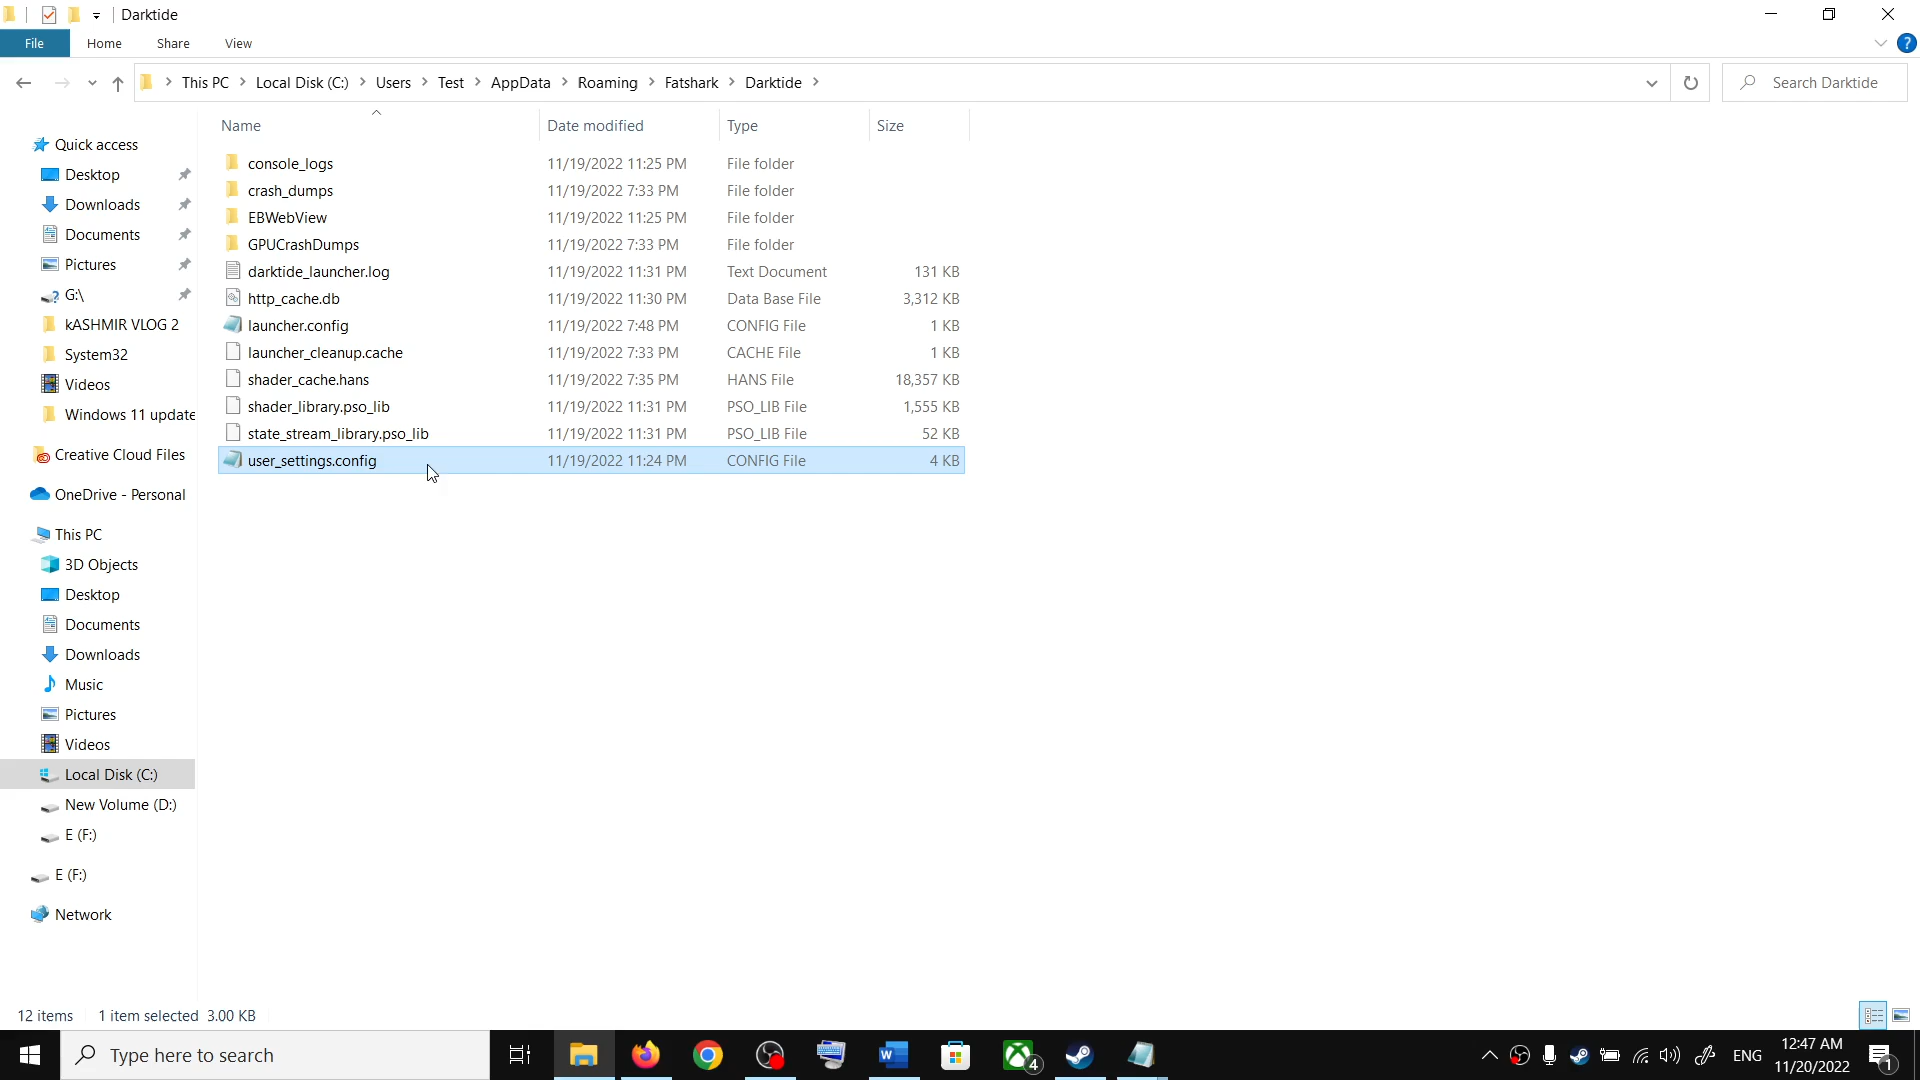 Darktide
File Home Share View
This PC Local Disk (C:) Users Test AppData Roaming Fatshark Darktide
Search Darktide
Name Date modified Type Size
Quick access
Desktop
Downloads
Documents
Pictures
G:\
kASHMIR VLOG 2
System32
Videos
Windows 11 update
Creative Cloud Files
OneDrive - Personal
This PC
3D Objects
Desktop
Documents
Downloads
Music
Pictures
Videos
Local Disk (C:)
New Volume (D:)
E (F:)
E (F:)
Network
console_logs 11/19/2022 11:25 PM File folder
crash_dumps 11/19/2022 7:33 PM File folder
EBWebView 11/19/2022 11:25 PM File folder
GPUCrashDumps 11/19/2022 7:33 PM File folder
darktide_launcher.log 11/19/2022 11:31 PM Text Document 131 KB
http_cache.db 11/19/2022 11:30 PM Data Base File 3,312 KB
launcher.config 11/19/2022 7:48 PM CONFIG File 1 KB
launcher_cleanup.cache 11/19/2022 7:33 PM CACHE File 1 KB
shader_cache.hans 11/19/2022 7:35 PM HANS File 18,357 KB
shader_library.pso_lib 11/19/2022 11:31 PM PSO_LIB File 1,555 KB
state_stream_library.pso_lib 11/19/2022 11:31 PM PSO_LIB File 52 KB
user_settings.config 11/19/2022 11:24 PM CONFIG File 4 KB
12 items 1 item selected 3.00 KB
Type here to search
4
ENG
12:47 AM
11/20/2022
1